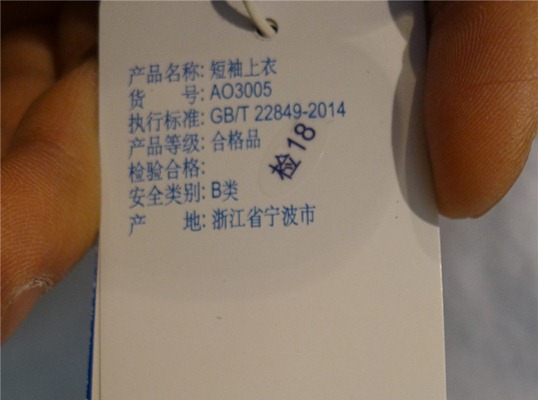 产品名称: 短袖上衣
货 号: AO3005
执行标准: GB/T 22849-2014
产品等级: 合格品
检验合格:
检18
安全类别: B类
产 地: 浙江省宁波市